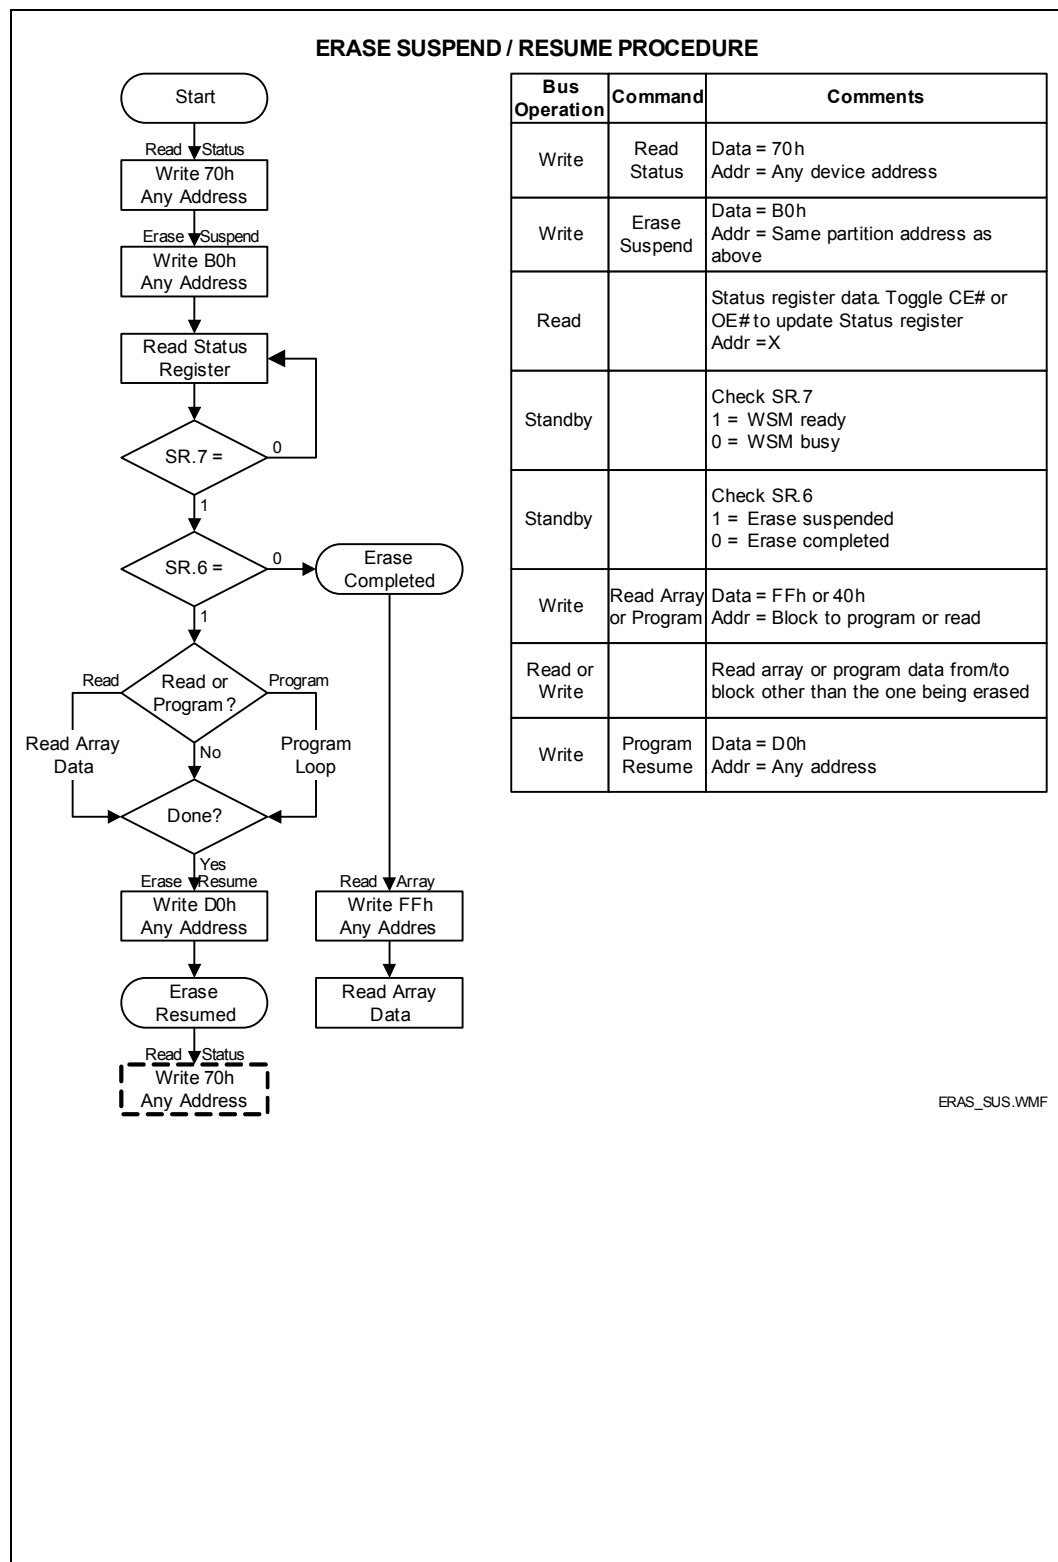 ERASE SUSPEND / RESUME PROCEDURE
Start
Read Status
Write 70h
Any Address
Erase Suspend
Write B0h
Any Address
Read Status
Register
SR.7 =
0
1
SR.6 =
0
Erase
Completed
1
Read
Read or
Program?
Program
Read Array
Data
No
Program
Loop
Done?
Yes
Erase Resume
Write D0h
Any Address
Read Array
Write FFh
Any Addres
Erase
Resumed
Read Array
Data
Read Status
Write 70h
Any Address
Bus
Operation
Command
Comments
Write
Read
Status
Data = 70h
Addr = Any device address
Write
Erase
Suspend
Data = B0h
Addr = Same partition address as
above
Read
Status register data. Toggle CE# or
OE# to update Status register
Addr =X
Standby
Check SR.7
1 = WSM ready
0 = WSM busy
Standby
Check SR.6
1 = Erase suspended
0 = Erase completed
Write
Read Array
or Program
Data = FFh or 40h
Addr = Block to program or read
Read or
Write
Read array or program data from/to
block other than the one being erased
Write
Program
Resume
Data = D0h
Addr = Any address
ERAS_SUS.WMF